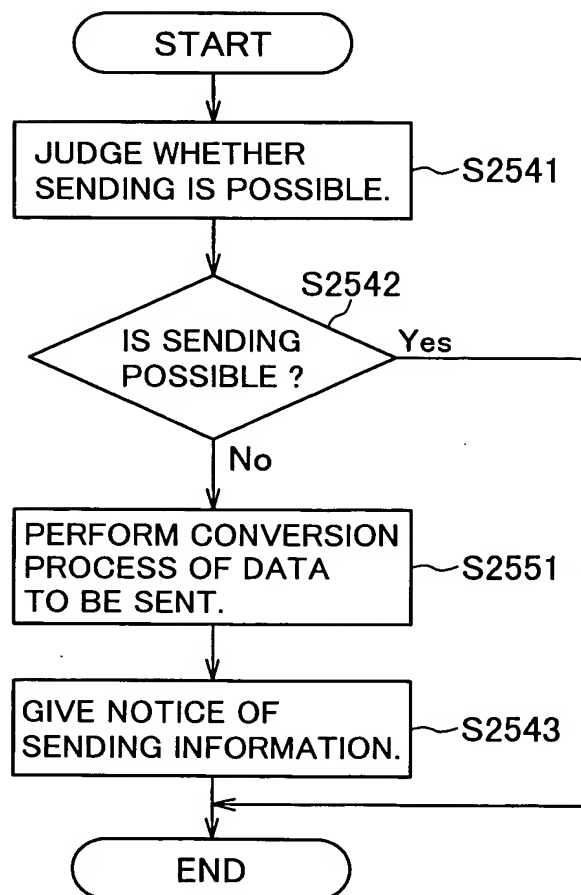 START
JUDGE WHETHER
SENDING IS POSSIBLE.
S2541
S2542
IS SENDING
POSSIBLE ?
Yes
No
PERFORM CONVERSION
PROCESS OF DATA
TO BE SENT.
S2551
GIVE NOTICE OF
SENDING INFORMATION.
S2543
END